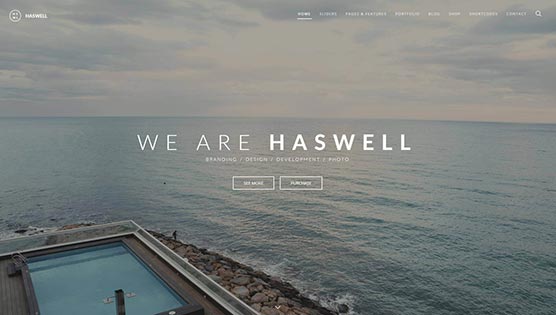 HASWELL
HOME SLIDERS PAGES & FEATURES PORTFOLIO BLOG SHOP SHORTCODES CONTACT
WE ARE HASWELL
BRANDING / DESIGN / DEVELOPMENT / PHOTO
SEE MORE PURCHASE